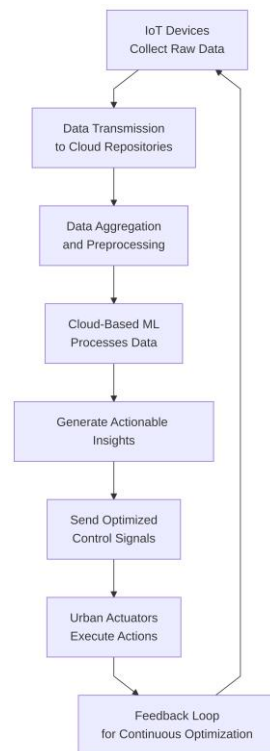 IoT Devices
Collect Raw Data
Data Transmission
to Cloud Repositories
Data Aggregation
and Preprocessing
Cloud-Based ML
Processes Data
Generate Actionable
Insights
Send Optimized
Control Signals
Urban Actuators
Execute Actions
Feedback Loop
for Continuous Optimization